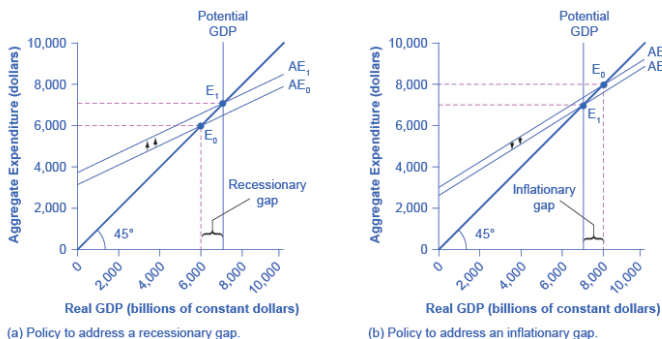 Potential
GDP
Aggregate Expenditure (dollars)
10,000
8,000
6,000
4,000
2,000
0
AE1
AE0
E1
E0
Recessionary
gap
45°
0
2,000
4,000
6,000
8,000
10,000
Real GDP (billions of constant dollars)
(a) Policy to address a recessionary gap.
Potential
GDP
Aggregate Expenditure (dollars)
10,000
8,000
6,000
4,000
2,000
0
AE
AE
E0
E1
Inflationary
gap
45°
0
2,000
4,000
6,000
8,000
10,000
Real GDP (billions of constant dollars)
(b) Policy to address an inflationary gap.